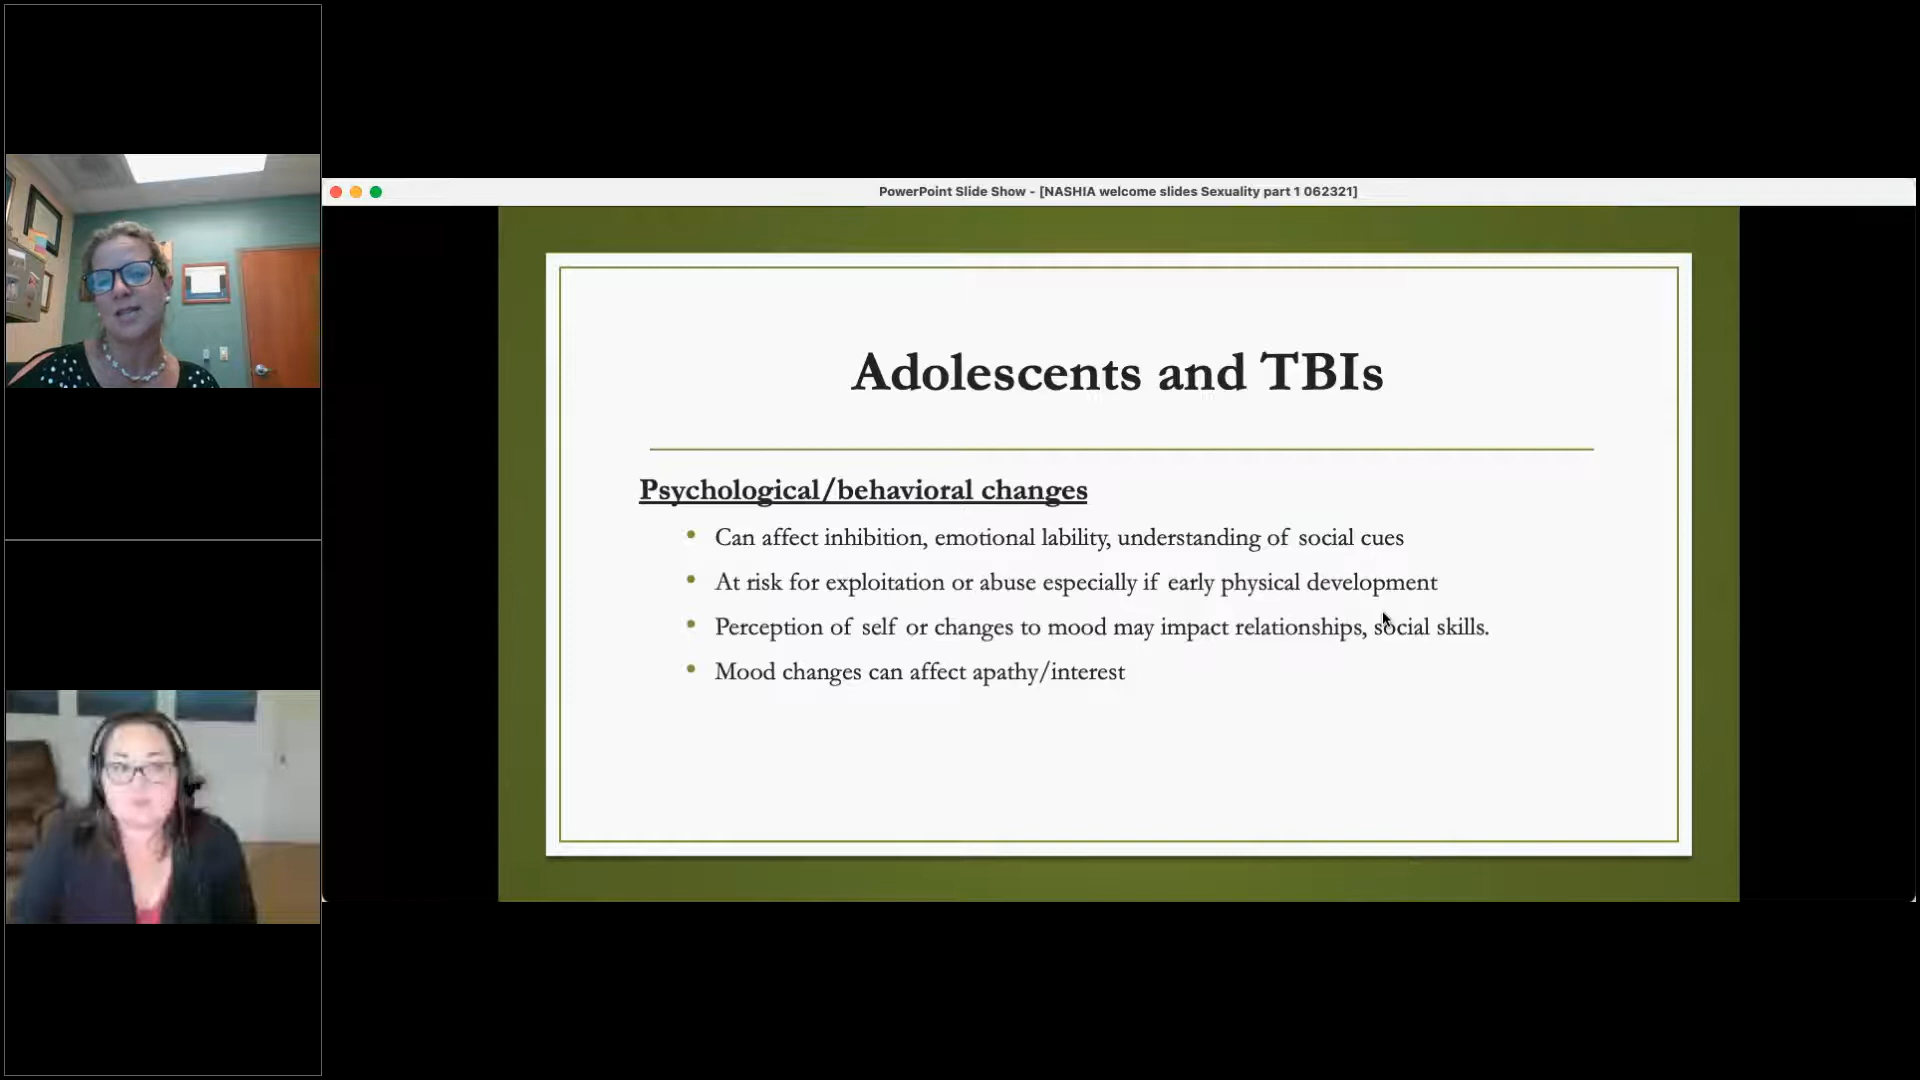 PowerPoint Slide Show - [NASHIA welcome slides Sexuality part 1 062321]
Adolescents and TBIs
Psychological/behavioral changes
• Can affect inhibition, emotional lability, understanding of social cues
• At risk for exploitation or abuse especially if early physical development
• Perception of self or changes to mood may impact relationships, social skills.
• Mood changes can affect apathy/interest